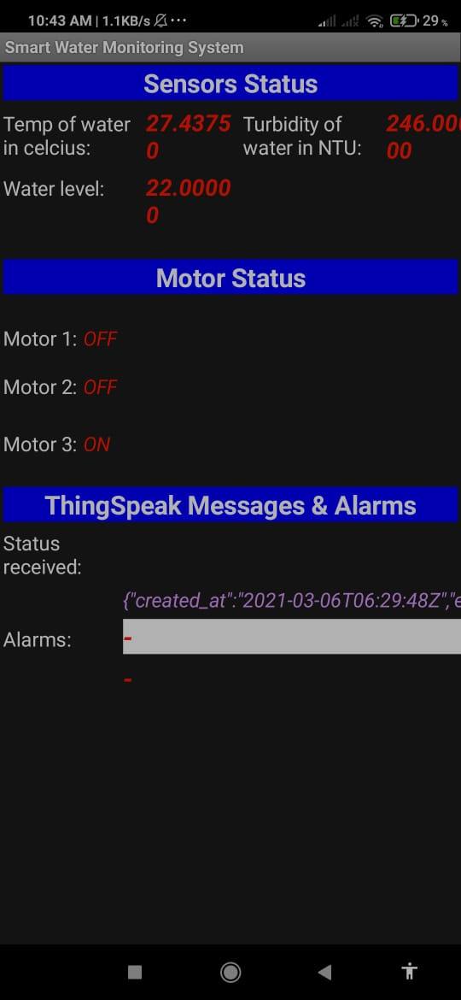 10:43 AM | 1.1KB/s ... 29 %
Smart Water Monitoring System
Sensors Status
Temp of water 27.4375 Turbidity of 246.00
in celcius: 0 water in NTU: 00
Water level: 22.0000
0
Motor Status
Motor 1: OFF
Motor 2: OFF
Motor 3: ON
ThingSpeak Messages & Alarms
Status
received:
{"created_at":"2021-03-06T06:29:48Z","e
Alarms: -
-